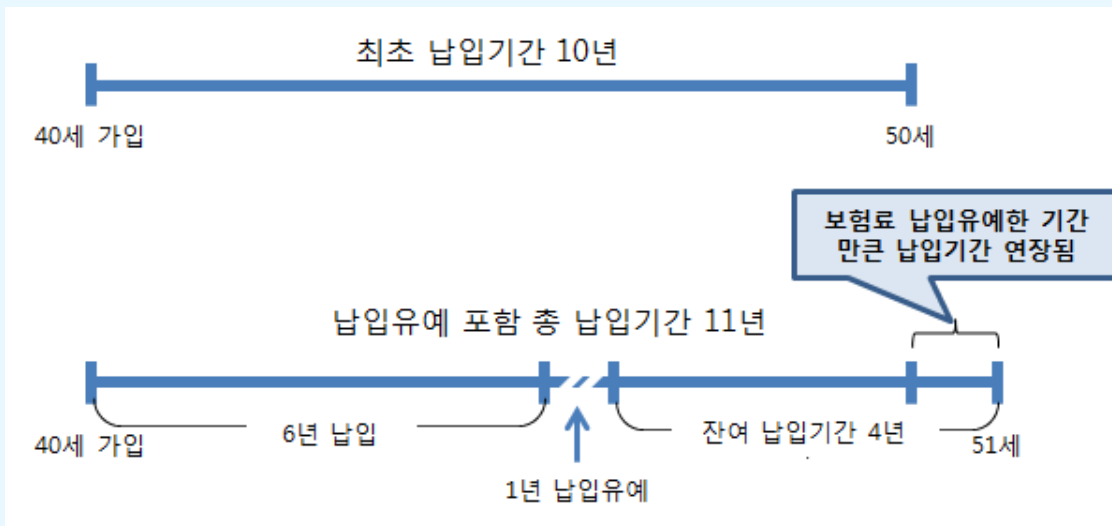 최초 납입기간 10년
40세 가입
50세
보험료 납입유예한 기간
만큰 납입기간 연장됨
납입유예 포함 총 납입기간 11년
6년 납입
잔여 납입기간 4년
40세 가입
51세
1년 납입유예